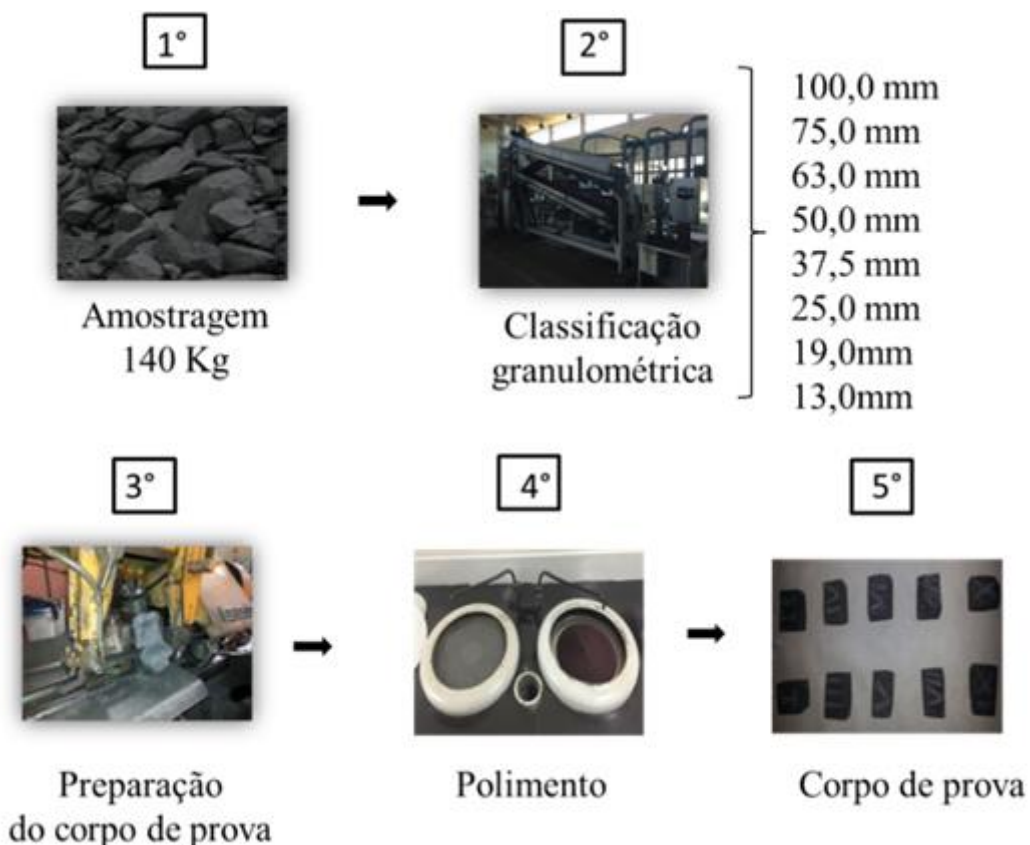 1°
Amostragem
140 Kg
2°
Classificação
granulométrica
100,0 mm
75,0 mm
63,0 mm
50,0 mm
37,5 mm
25,0 mm
19,0mm
13,0mm
3°
Preparação
do corpo de prova
4°
Polimento
5°
Corpo de prova